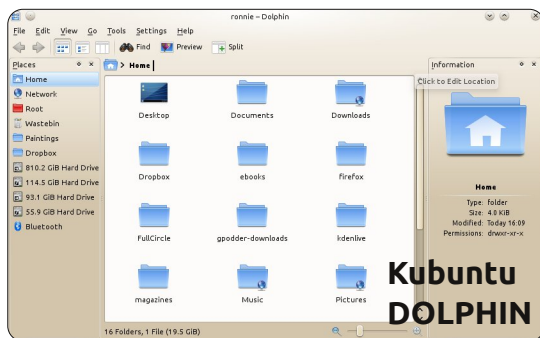 ronnie – Dolphin
File Edit View Go Tools Settings Help
Find Preview Split
Places
Home
Network
Root
Wastebin
Paintings
Dropbox
810.2 GiB Hard Drive
114.5 GiB Hard Drive
93.1 GiB Hard Drive
55.9 GiB Hard Drive
Bluetooth
> Home
Desktop Documents Downloads
Dropbox ebooks firefox
FullCircle gpodder-downloads kdenlive
magazines Music Pictures
16 Folders, 1 File (19.5 GiB)
Information
Click to Edit Location
Home
Type: folder
Size: 4.0 KiB
Modified: Today 16:09
Permissions: drwxr-xr-x
Kubuntu
DOLPHIN